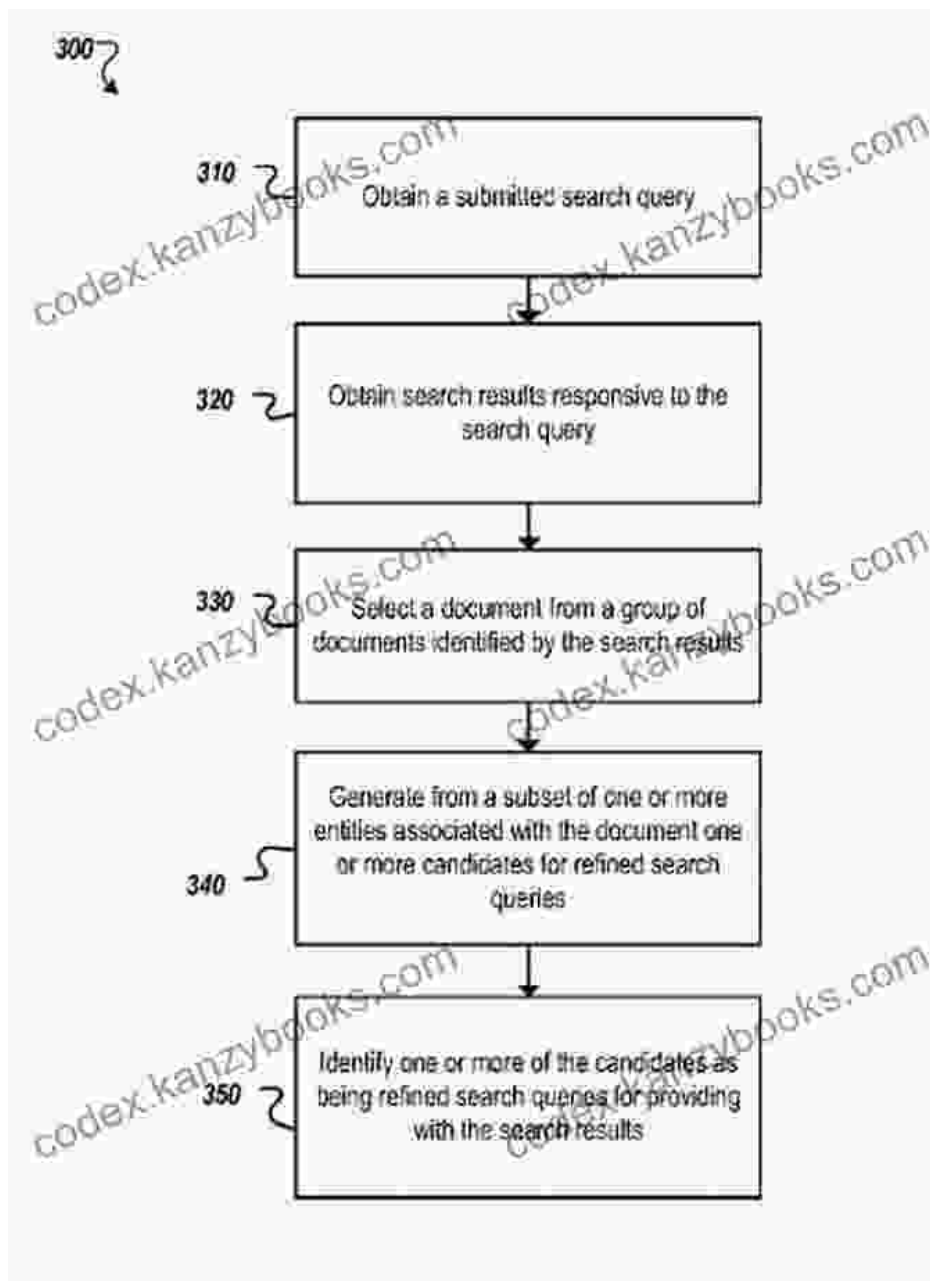 300
310
Obtain a submitted search query
320
Obtain search results responsive to the
search query
330
Select a document from a group of
documents identified by the search results
340
Generate from a subset of one or more
entities associated with the document one
or more candidates for refined search
queries
350
Identify one or more of the candidates as
being refined search queries for providing
with the search results
codex.kanzybooks.com
codex.kanzybooks.com
codex.kanzybooks.com
codex.kanzybooks.com
codex.kanzybooks.com
codex.kanzybooks.com